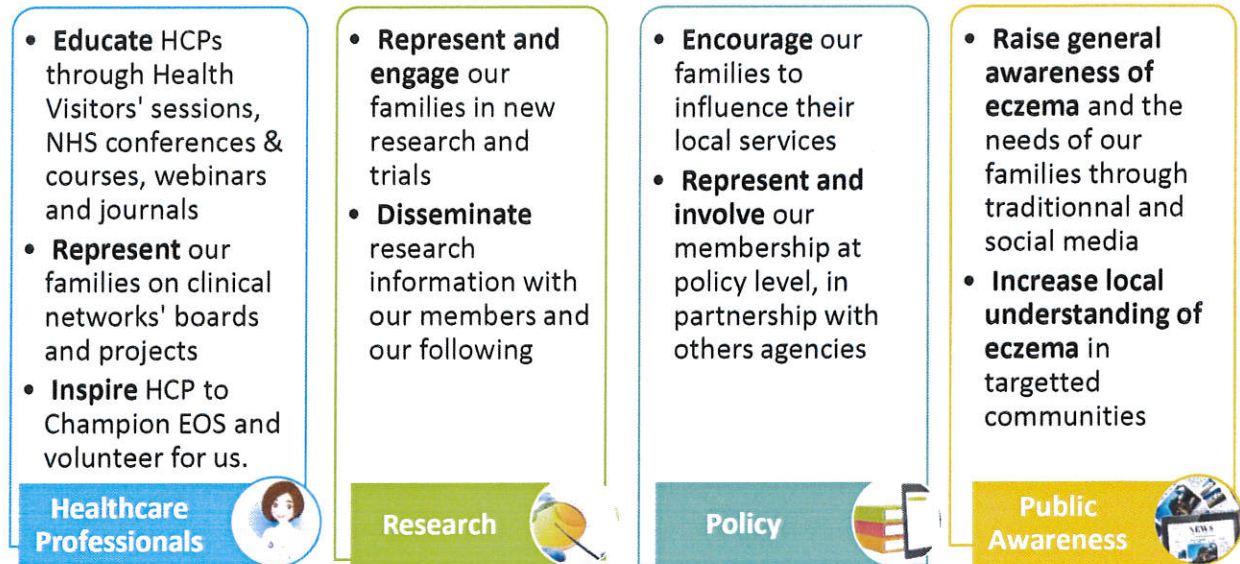 • Educate HCPs
through Health
Visitors' sessions,
NHS conferences &
courses, webinars
and journals
• Represent our
families on clinical
networks' boards
and projects
• Inspire HCP to
Champion EOS and
volunteer for us.
Healthcare
Professionals
• Represent and
engage our
families in new
research and
trials
• Disseminate
research
information with
our members and
our following
Research
• Encourage our
families to
influence their
local services
• Represent and
involve our
membership at
policy level, in
partnership with
others agencies
Policy
• Raise general
awareness of
eczema and the
needs of our
families through
traditionnal and
social media
• Increase local
understanding of
eczema in
targetted
communities
Public
Awareness
NEWS